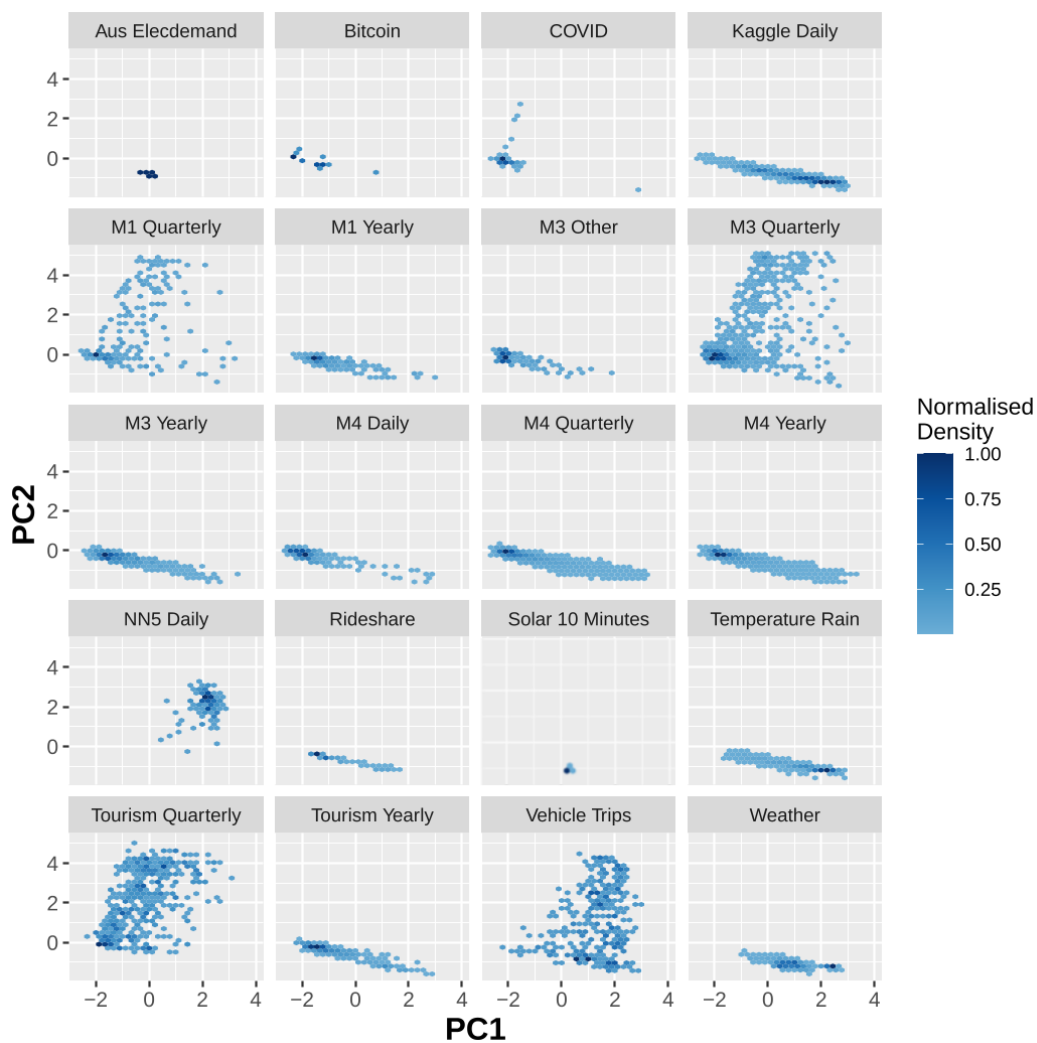 Aus Elecdemand
Bitcoin
COVID
Kaggle Daily
4
2
0
M1 Quarterly
M1 Yearly
M3 Other
M3 Quarterly
4
2
0
M3 Yearly
M4 Daily
M4 Quarterly
M4 Yearly
4
2
0
NN5 Daily
Rideshare
Solar 10 Minutes
Temperature Rain
4
2
0
Tourism Quarterly
Tourism Yearly
Vehicle Trips
Weather
4
2
0
−2 0 2 4
−2 0 2 4
−2 0 2 4
−2 0 2 4
PC1
PC2
Normalised
Density
1.00
0.75
0.50
0.25